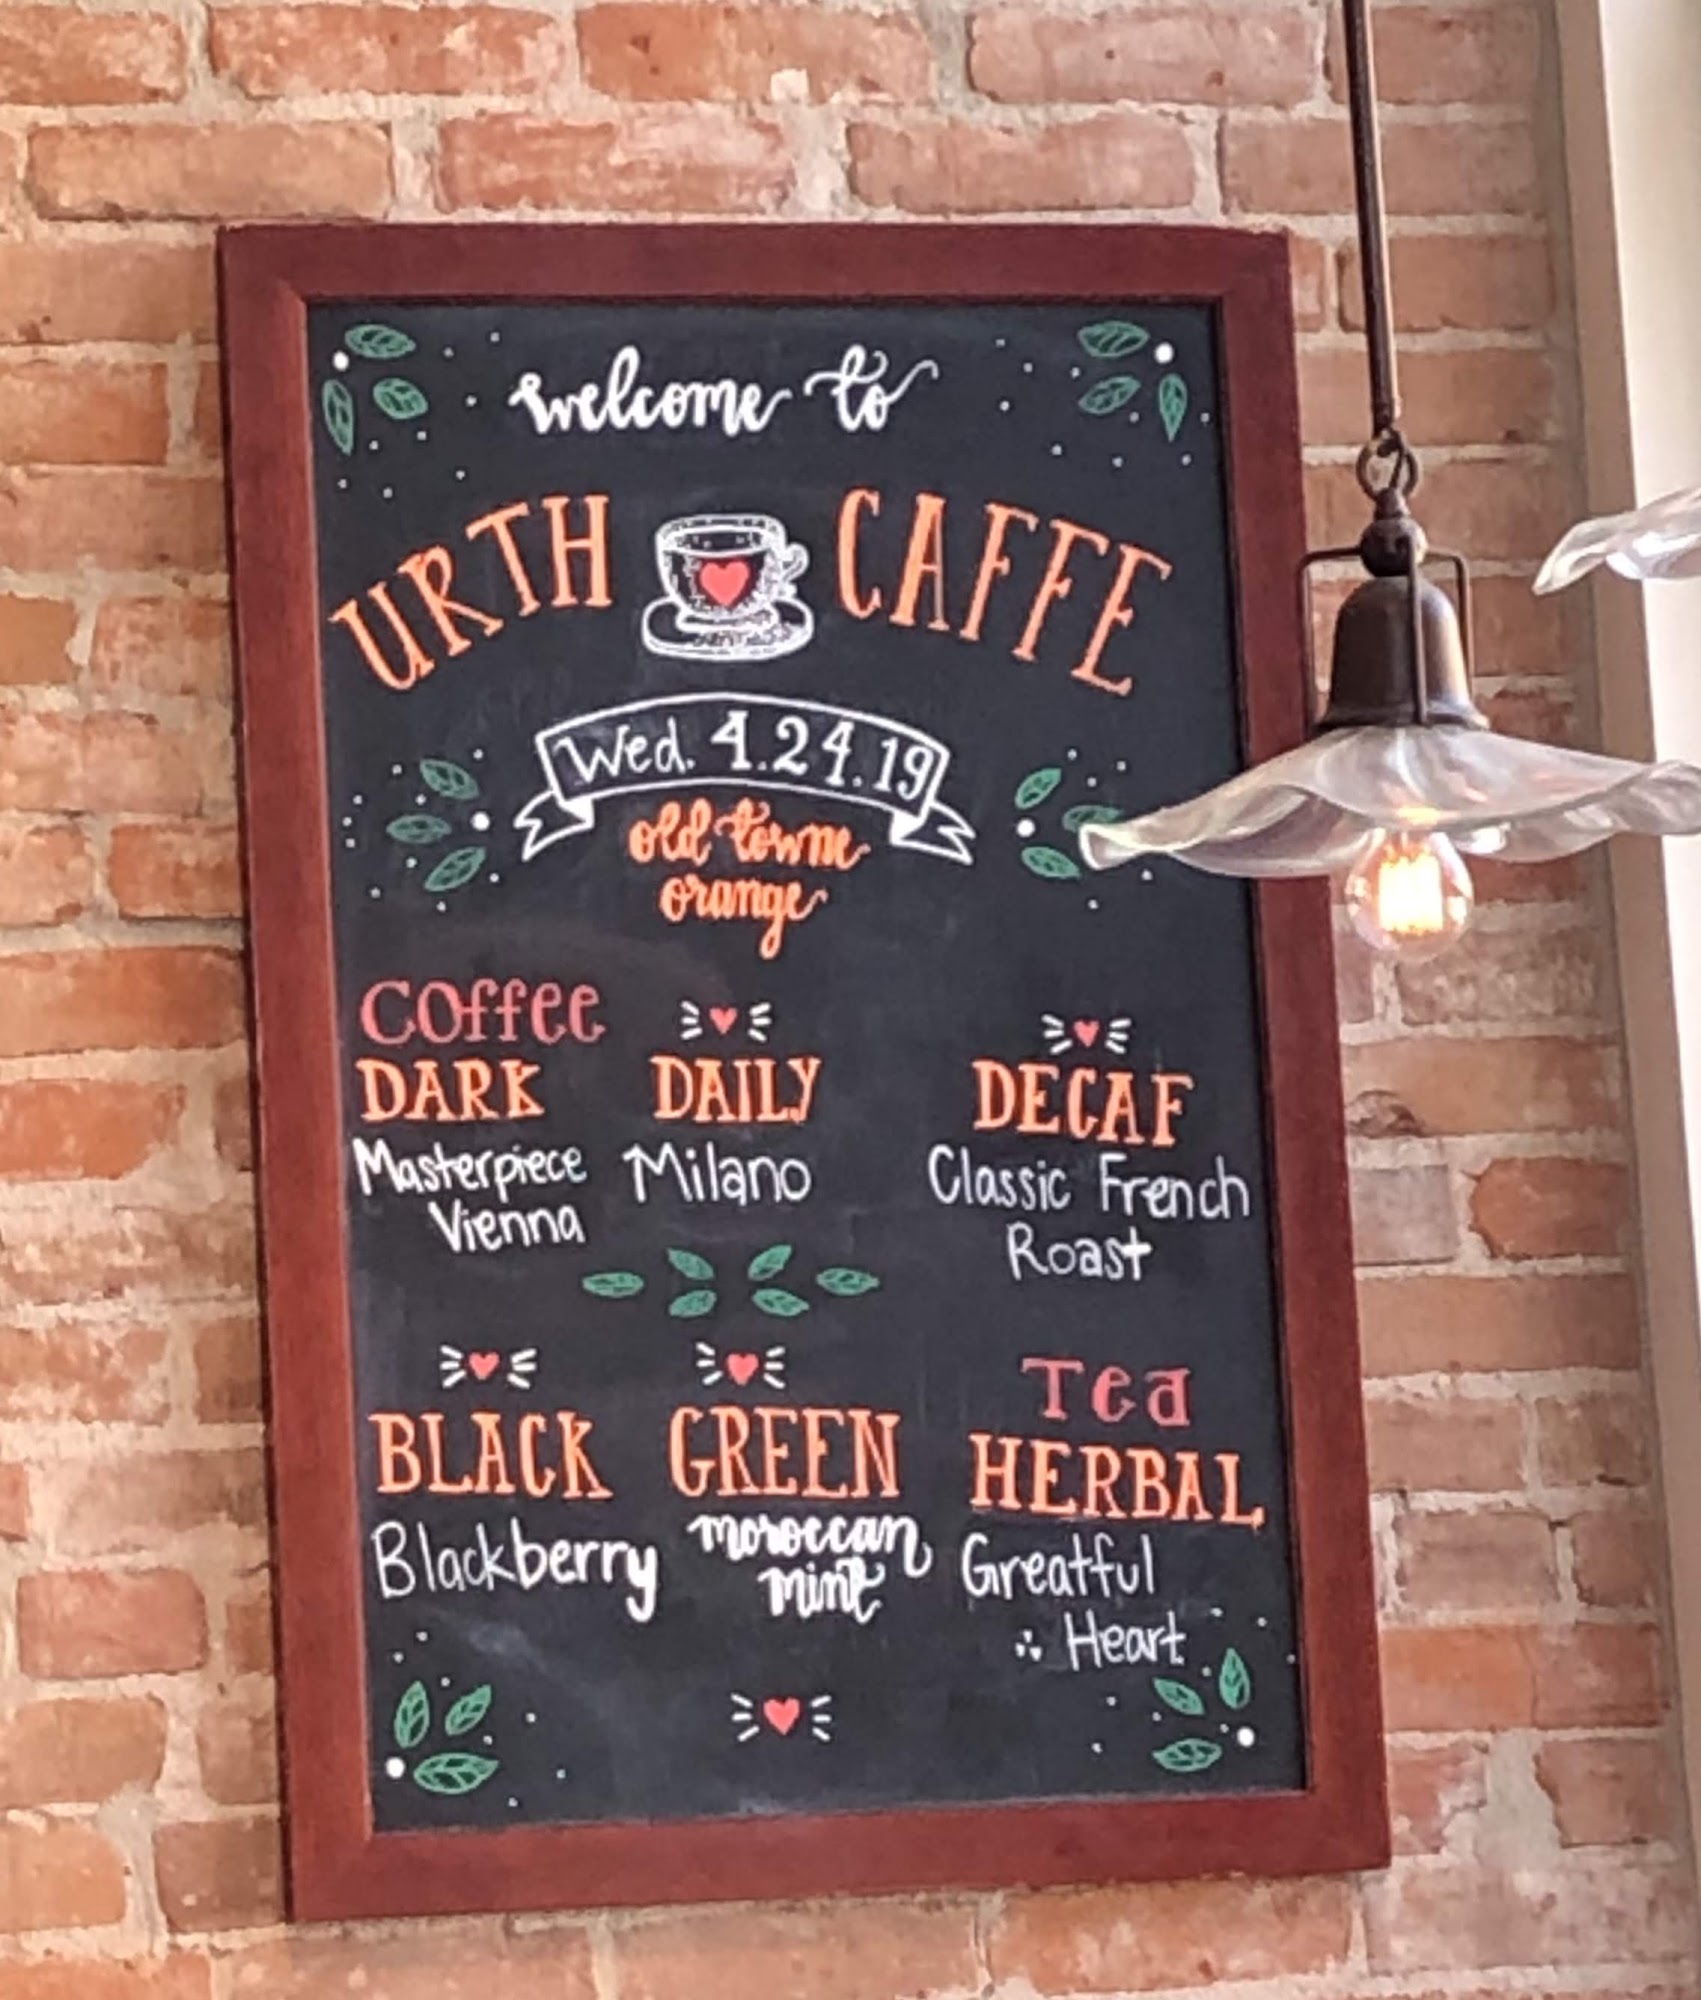 welcome to
URTH CAFFE
Wed. 4.24.19
old towne
orange
Coffee
DARK
Masterpiece
Vienna
DAILY
Milano
DECAF
Classic French
Roast
BLACK
Blackberry
GREEN
moroccan
mint
Tea
HERBAL
Greatful
Heart